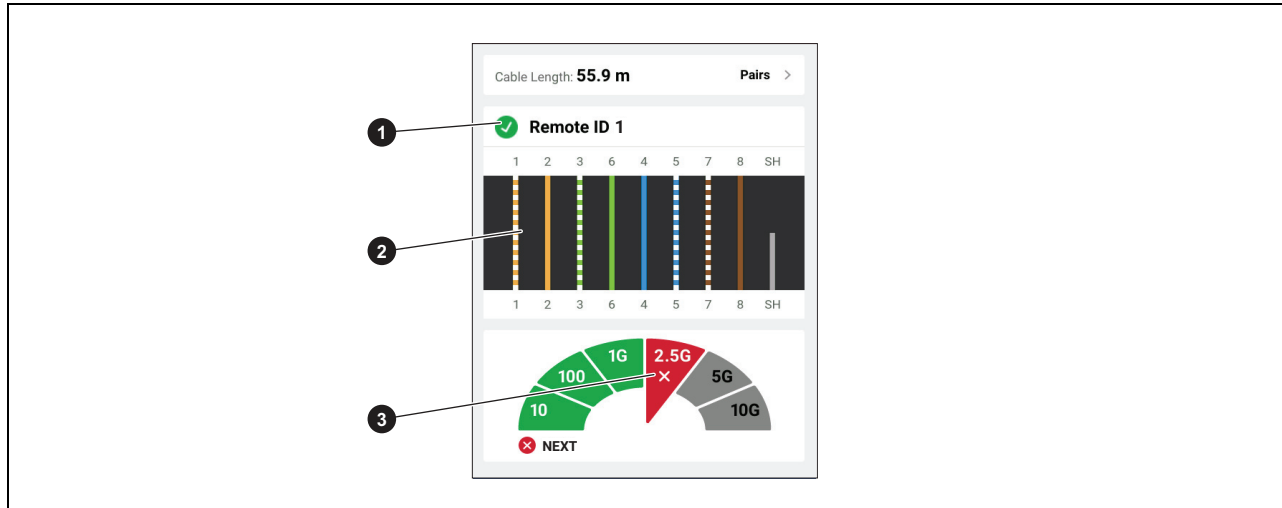 Cable Length: 55.9 m Pairs >
1 Remote ID 1
1 2 3 6 4 5 7 8 SH
2
1 2 3 6 4 5 7 8 SH
1G 2.5G
100 5G
3 10 10G
NEXT